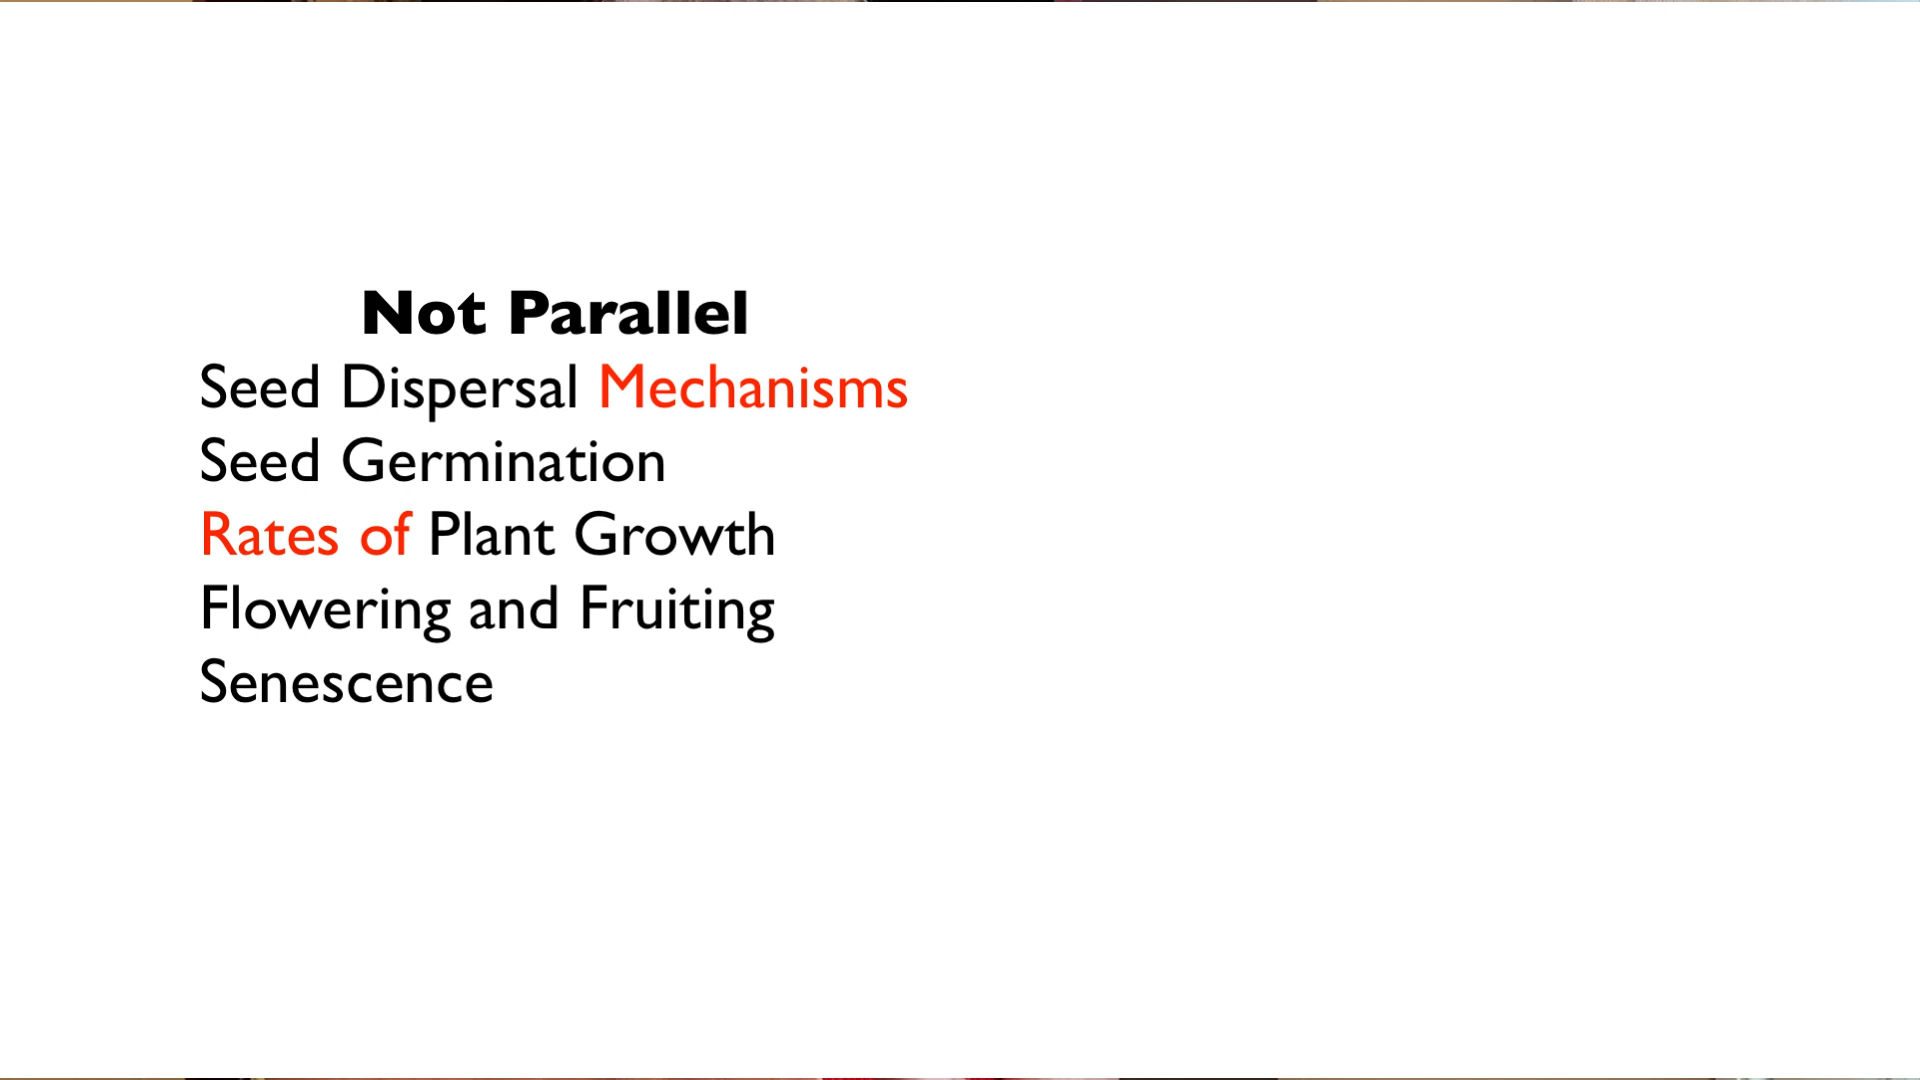 Not Parallel
Seed Dispersal Mechanisms
Seed Germination
Rates of Plant Growth
Flowering and Fruiting
Senescence